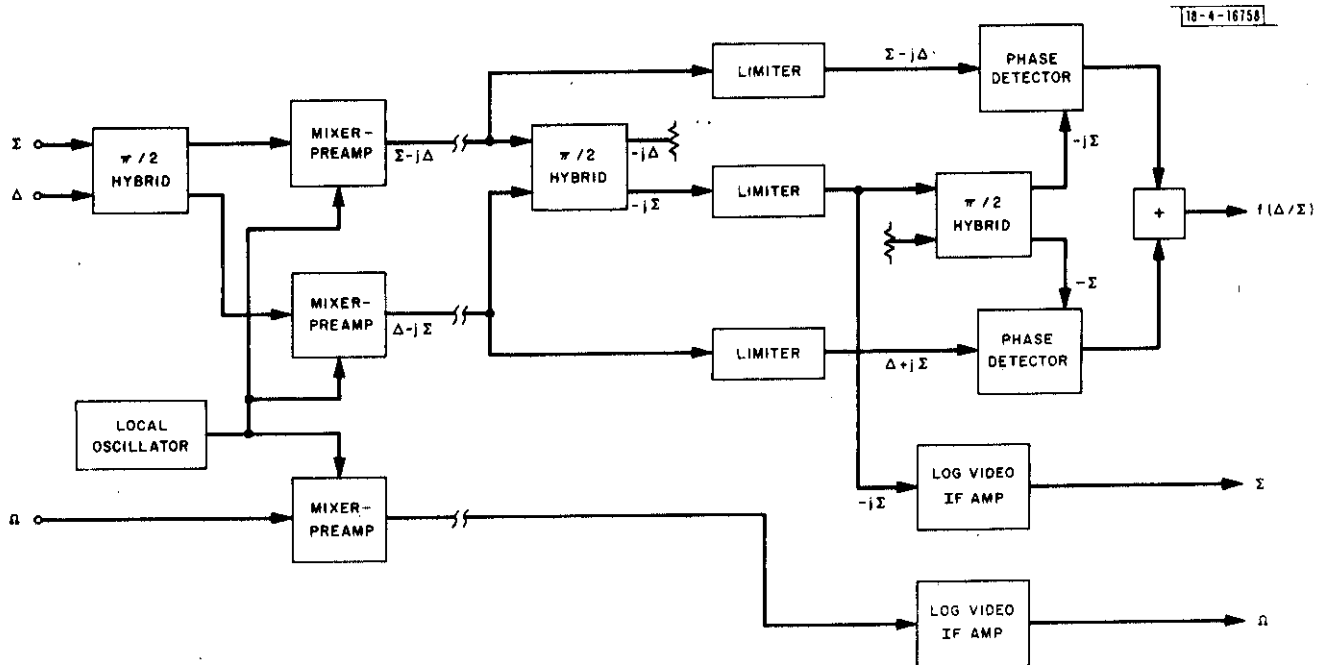 18-4-16758
Σ
Δ
π/2
HYBRID
MIXER-
PREAMP
Σ-jΔ
MIXER-
PREAMP
Δ-jΣ
LOCAL
OSCILLATOR
Ω
MIXER-
PREAMP
π/2
HYBRID
-jΔ
-jΣ
LIMITER
Σ-jΔ
LIMITER
LIMITER
Δ+jΣ
PHASE
DETECTOR
-jΣ
π/2
HYBRID
-Σ
PHASE
DETECTOR
+
f(Δ/Σ)
-jΣ
LOG VIDEO
IF AMP
Σ
LOG VIDEO
IF AMP
Ω